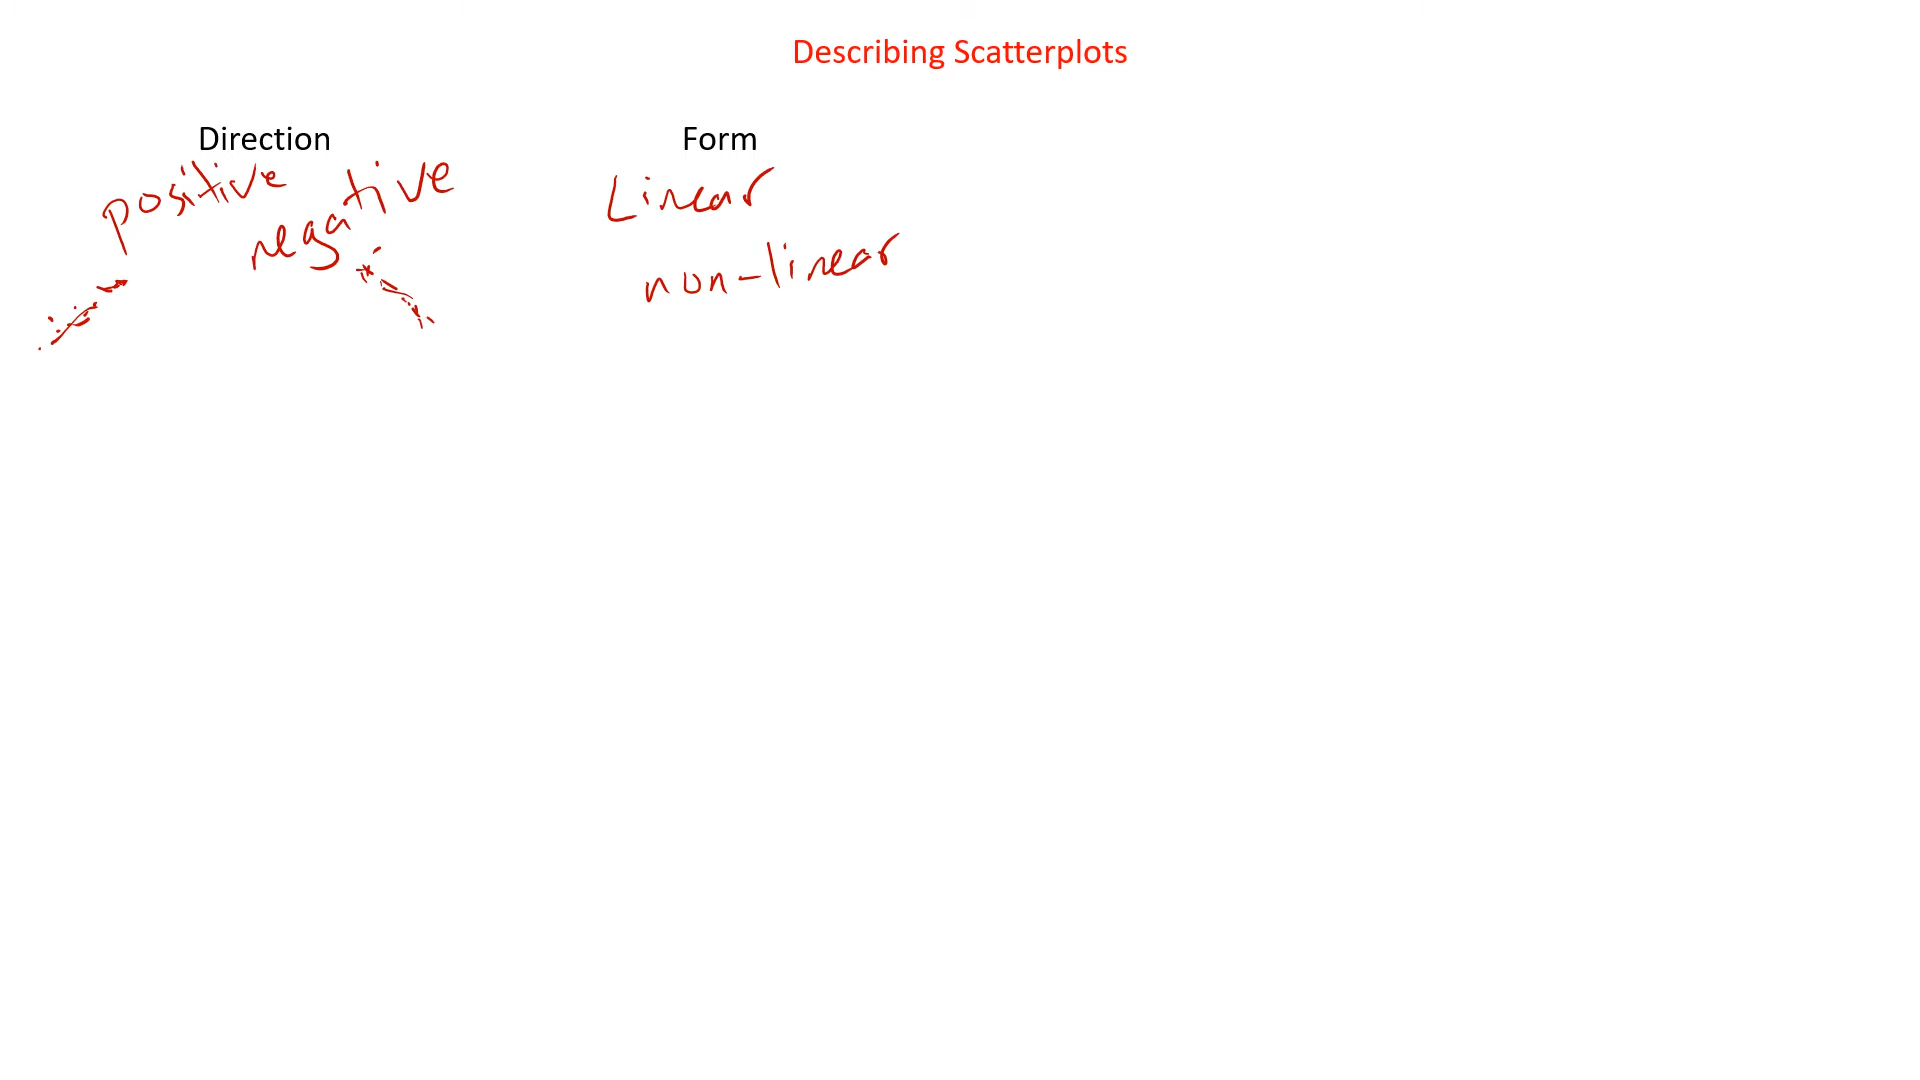 Describing Scatterplots
Direction
positive
negative
Form
Linear
non-linear